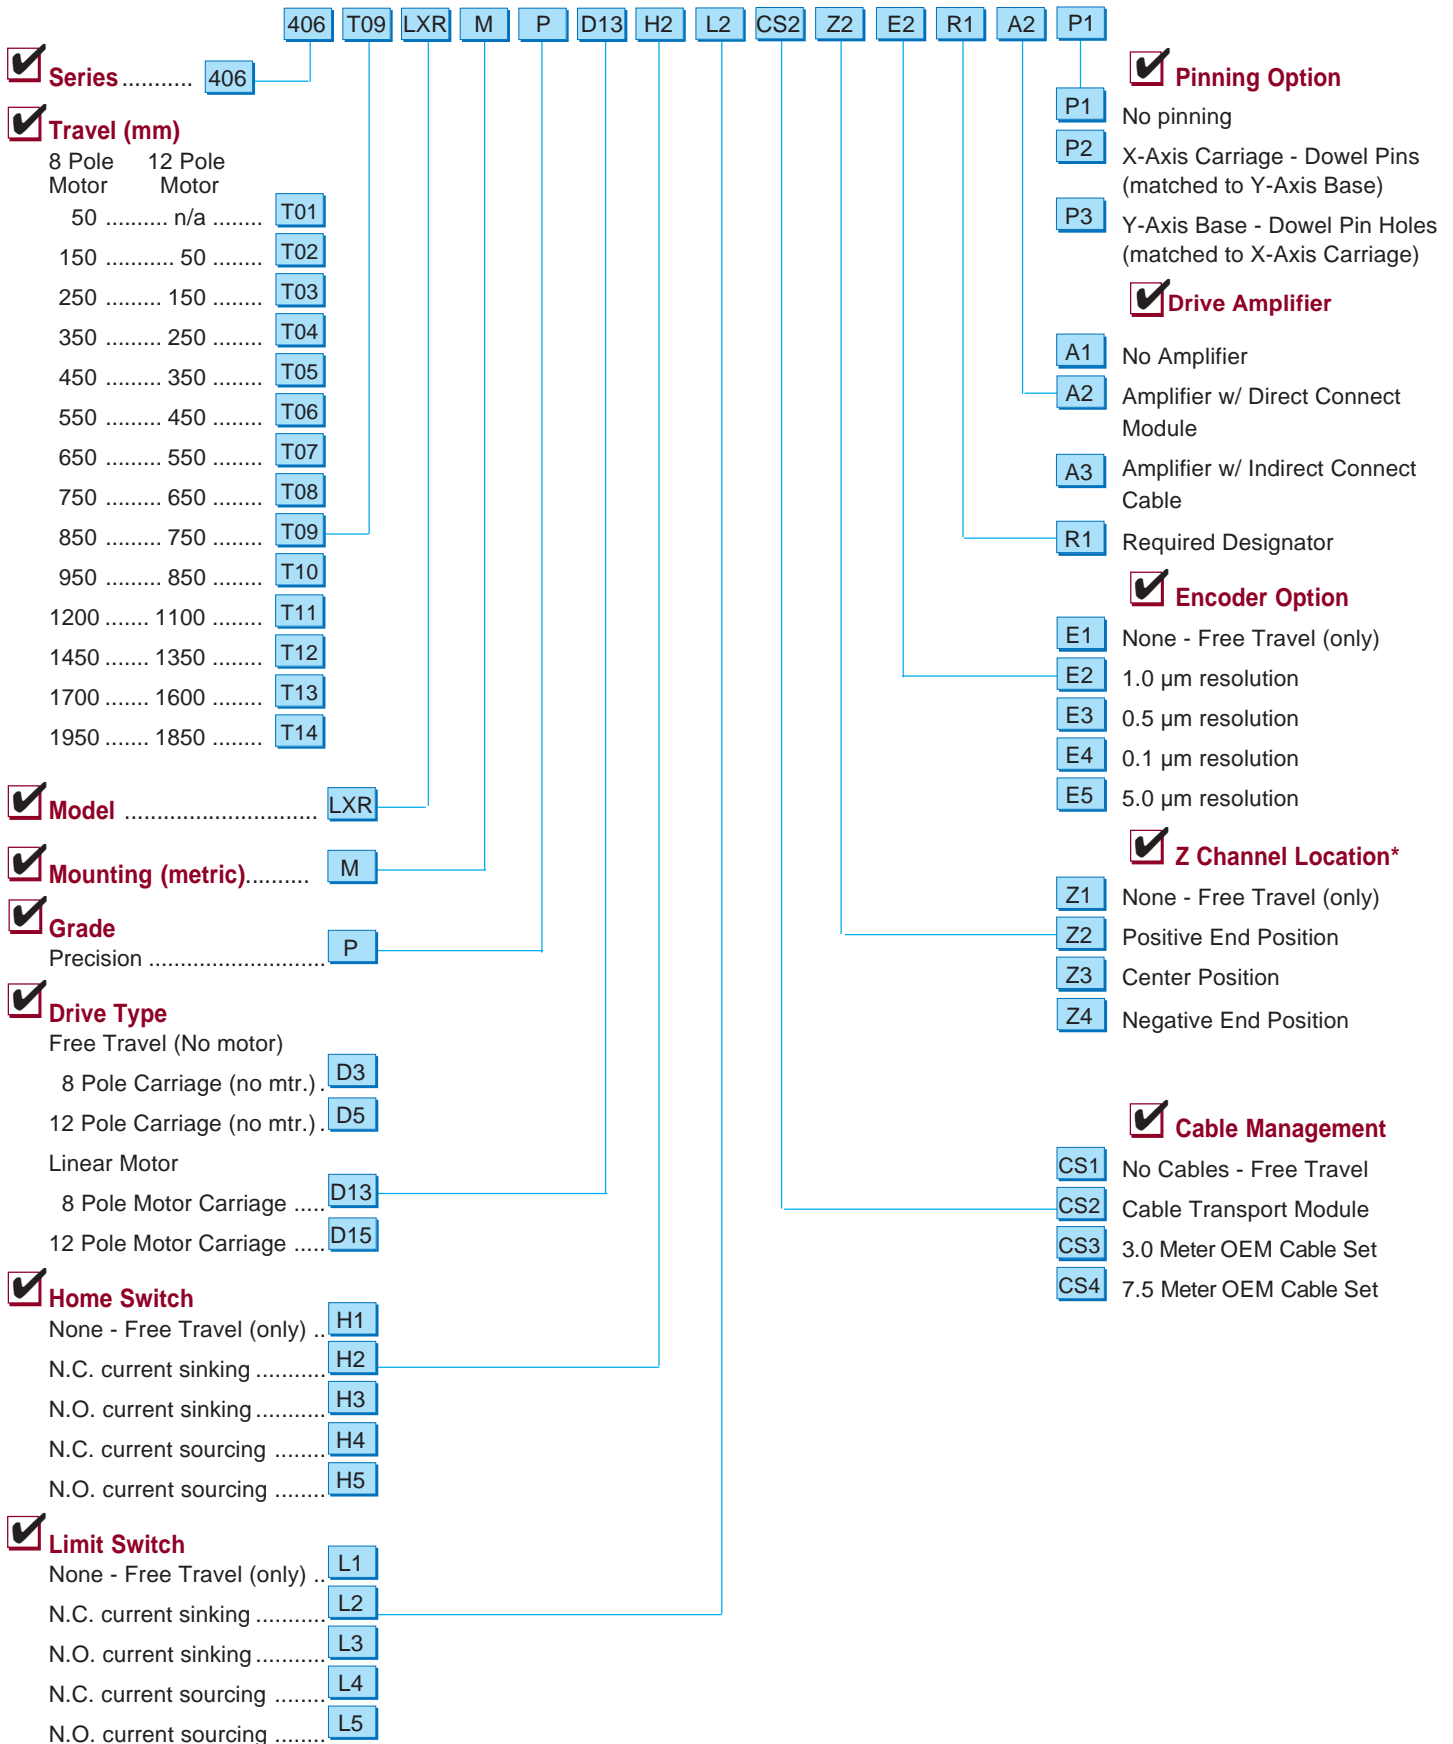 406 T09 LXR M P D13 H2 L2 CS2 Z2 E2 R1 A2 P1
Series ........... 406
Travel (mm)
8 Pole 12 Pole
Motor Motor
50 .......... n/a ........ T01
150 ........... 50 ........ T02
250 ......... 150 ........ T03
350 ......... 250 ........ T04
450 ......... 350 ........ T05
550 ......... 450 ........ T06
650 ......... 550 ........ T07
750 ......... 650 ........ T08
850 ......... 750 ........ T09
950 ......... 850 ........ T10
1200 ....... 1100 ........ T11
1450 ....... 1350 ........ T12
1700 ....... 1600 ........ T13
1950 ....... 1850 ........ T14
Model .............................. LXR
Mounting (metric).......... M
Grade
Precision ............................ P
Drive Type
Free Travel (No motor)
8 Pole Carriage (no mtr.) . D3
12 Pole Carriage (no mtr.) . D5
Linear Motor
8 Pole Motor Carriage ..... D13
12 Pole Motor Carriage ..... D15
Home Switch
None - Free Travel (only) .. H1
N.C. current sinking ........... H2
N.O. current sinking ........... H3
N.C. current sourcing ........ H4
N.O. current sourcing ........ H5
Limit Switch
None - Free Travel (only) .. L1
N.C. current sinking ........... L2
N.O. current sinking ........... L3
N.C. current sourcing ........ L4
N.O. current sourcing ........ L5
Pinning Option
P1 No pinning
P2 X-Axis Carriage - Dowel Pins
(matched to Y-Axis Base)
P3 Y-Axis Base - Dowel Pin Holes
(matched to X-Axis Carriage)
Drive Amplifier
A1 No Amplifier
A2 Amplifier w/ Direct Connect
Module
A3 Amplifier w/ Indirect Connect
Cable
R1 Required Designator
Encoder Option
E1 None - Free Travel (only)
E2 1.0 µm resolution
E3 0.5 µm resolution
E4 0.1 µm resolution
E5 5.0 µm resolution
Z Channel Location*
Z1 None - Free Travel (only)
Z2 Positive End Position
Z3 Center Position
Z4 Negative End Position
Cable Management
CS1 No Cables - Free Travel
CS2 Cable Transport Module
CS3 3.0 Meter OEM Cable Set
CS4 7.5 Meter OEM Cable Set